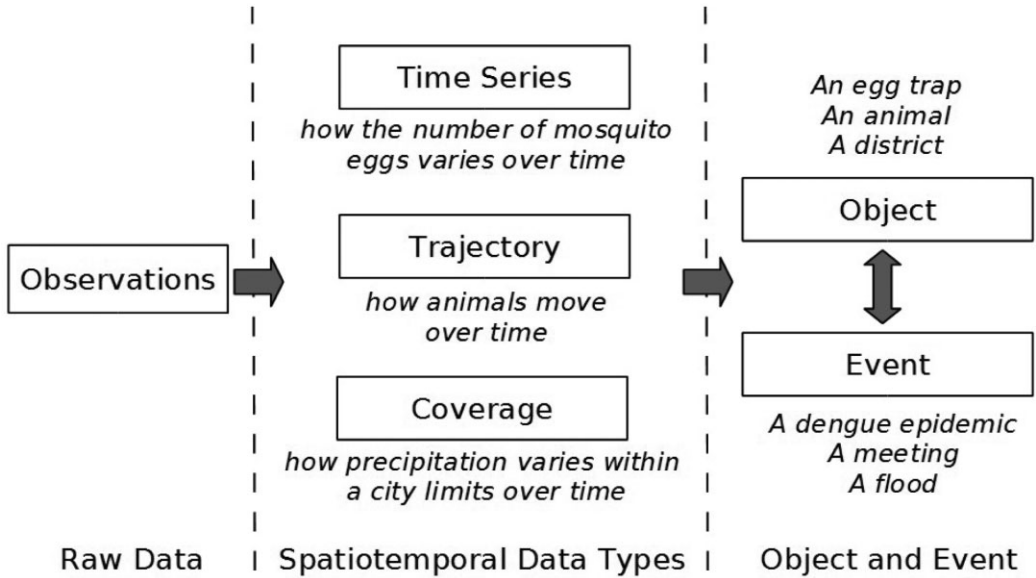 Observations
Raw Data
Time Series
how the number of mosquito
eggs varies over time
Trajectory
how animals move
over time
Coverage
how precipitation varies within
a city limits over time
Spatiotemporal Data Types
An egg trap
An animal
A district
Object
Event
A dengue epidemic
A meeting
A flood
Object and Event